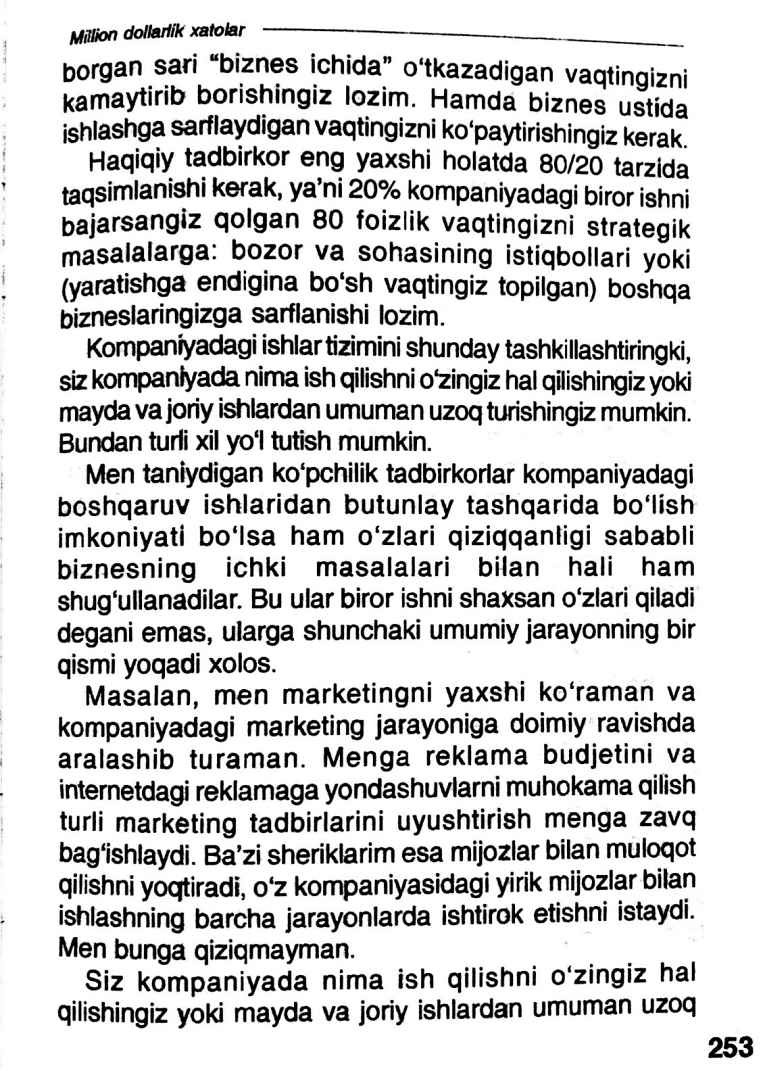 Million dollarlik xatolar
borgan sari “biznes ichida” o‘tkazadigan vaqtingizni
kamaytirib borishingiz lozim. Hamda biznes ustida
ishlashga sarflaydigan vaqtingizni ko‘paytirishingiz kerak.
Haqiqiy tadbirkor eng yaxshi holatda 80/20 tarzida
taqsimlanishi kerak, ya’ni 20% kompaniyadagi biror ishni
bajarsangiz qolgan 80 foizlik vaqtingizni strategik
masalalarga: bozor va sohasining istiqbollari yoki
(yaratishga endigina bo‘sh vaqtingiz topilgan) boshqa
bizneslaringizga sarflanishi lozim.
Kompaniyadagi ishlar tizimini shunday tashkillashtiringki,
siz kompaniyada nima ish qilishni o‘zingiz hal qilishingiz yoki
mayda va joriy ishlardan umuman uzoq turishingiz mumkin.
Bundan turli xil yo‘l tutish mumkin.
Men taniydigan ko‘pchilik tadbirkorlar kompaniyadagi
boshqaruv ishlaridan butunlay tashqarida bo‘lish
imkoniyati bo‘lsa ham o‘zlari qiziqqanligi sababli
biznesning ichki masalalari bilan hali ham
shug‘ullanadilar. Bu ular biror ishni shaxsan o‘zlari qiladi
degani emas, ularga shunchaki umumiy jarayonning bir
qismi yoqadi xolos.
Masalan, men marketingni yaxshi ko‘raman va
kompaniyadagi marketing jarayoniga doimiy ravishda
aralashib turaman. Menga reklama budjetini va
internetdagi reklamaga yondashuvlarni muhokama qilish
turli marketing tadbirlarini uyushtirish menga zavq
bag‘ishlaydi. Ba’zi sheriklarim esa mijozlar bilan muloqot
qilishni yoqtiradi, o‘z kompaniyasidagi yirik mijozlar bilan
ishlashning barcha jarayonlarda ishtirok etishni istaydi.
Men bunga qiziqmayman.
Siz kompaniyada nima ish qilishni o‘zingiz hal
qilishingiz yoki mayda va joriy ishlardan umuman uzoq
253